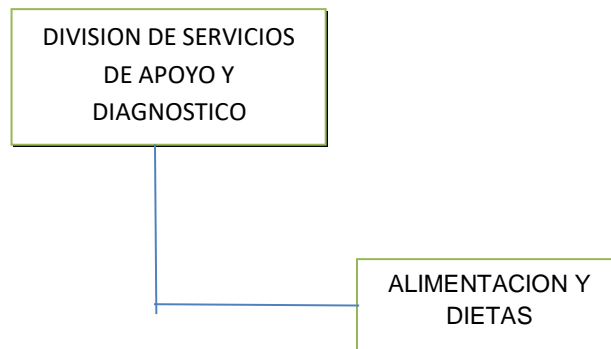 DIVISION DE SERVICIOS
DE APOYO Y
DIAGNOSTICO
ALIMENTACION Y
DIETAS